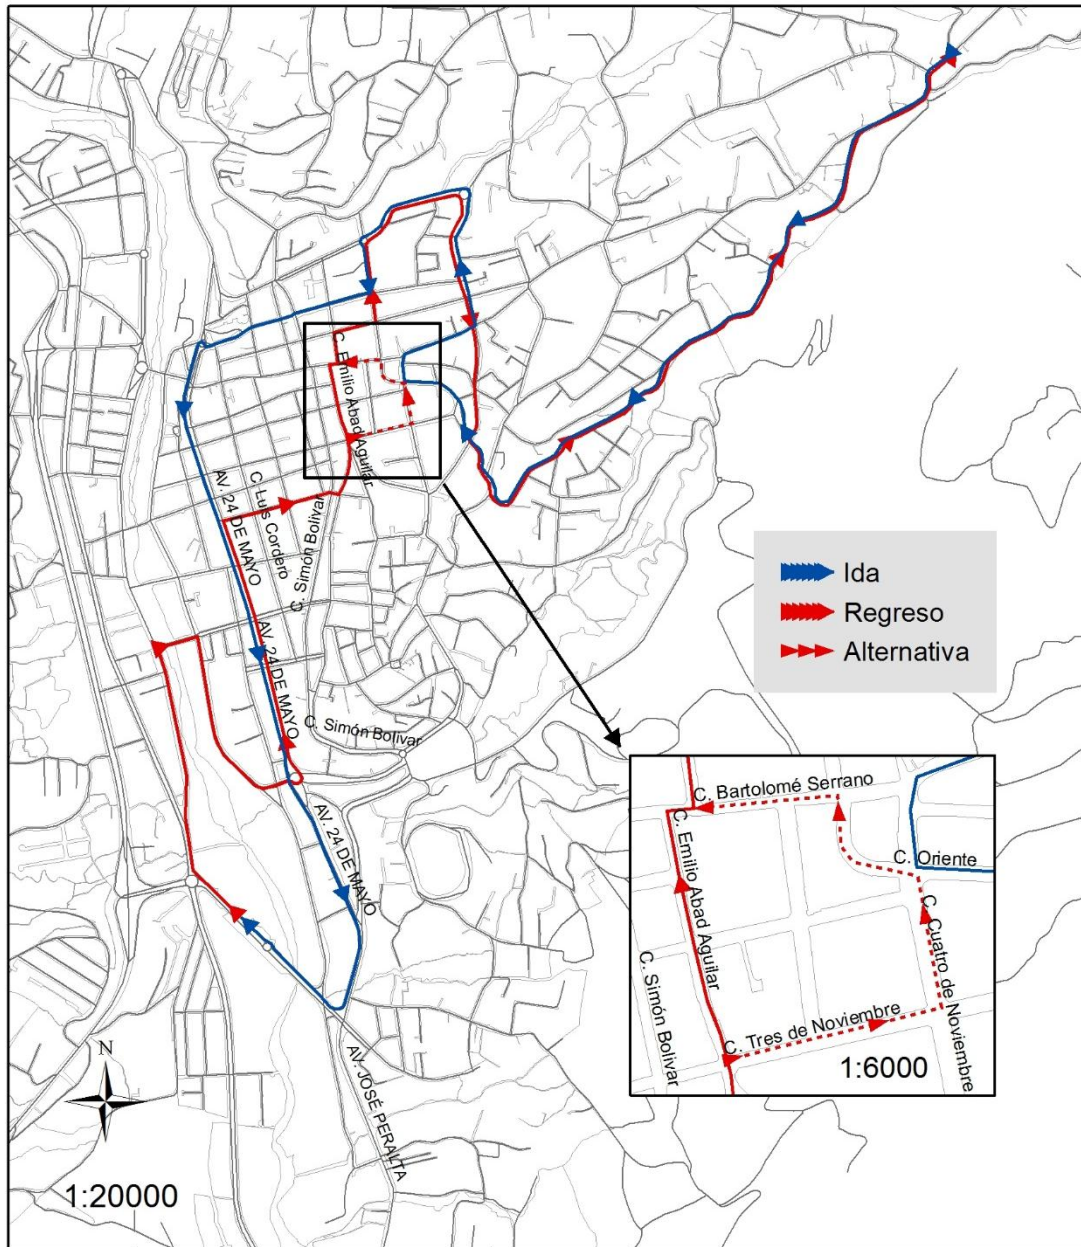 C. Emilio Abad Aguilar
AV. 24 DE MAYO
C Luis Cordero
C. Simón Bolivar
AV. 24 DE MAYO
C. Simón Bolivar
AV. 24 DE MAYO
AV. JOSÉ PERALTA
N
1:20000
Ida
Regreso
Alternativa
C. Bartolomé Serrano
C. Emilio Abad Aguilar
C. Oriente
C. Cuatro de Noviembre
C. Simón Bolivar
C. Tres de Noviembre
1:6000